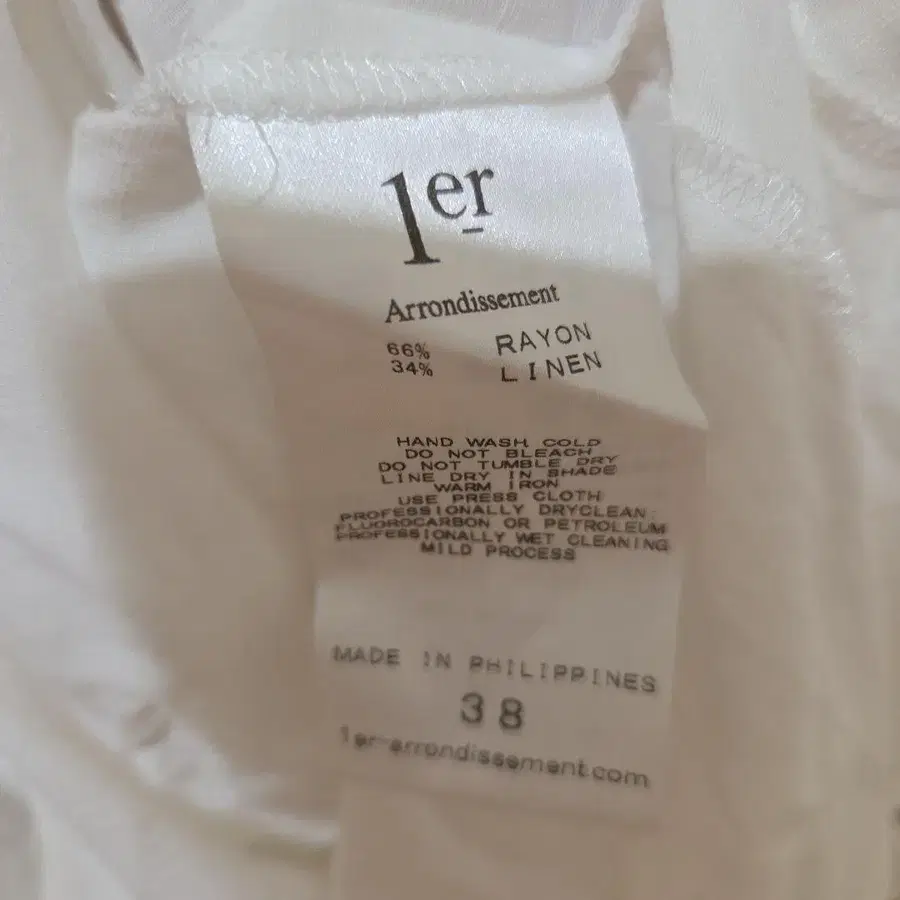 1er
Arrondissement
66% RAYON
34% LINEN
HAND WASH COLD
DO NOT BLEACH
DO NOT TUMBLE DRY
LINE DRY IN SHADE
WARM IRON
USE PRESS CLOTH
PROFESSIONALLY DRYCLEAN:
FLUOROCARBON OR PETROLEUM
PROFESSIONALLY WET CLEANING
MILD PROCESS
MADE IN PHILIPPINES
38
1er-arrondissement.com